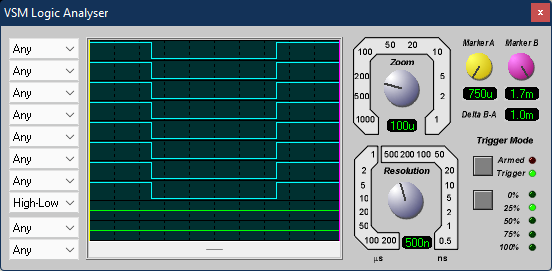 VSM Logic Analyser
x
Any
Any
Any
Any
Any
Any
Any
High-Low
Any
Any
100 50 20 10
200 5
500 2
1000 1
Zoom
100u
Marker A Marker B
750u 1.7m
Delta B-A 1.0m
1 500 200 100 50
2 20
5 10
10 5
20 2
50 1
100 200 0.5
Resolution
500n
µs ns
Trigger Mode
Armed
Trigger
0%
25%
50%
75%
100%